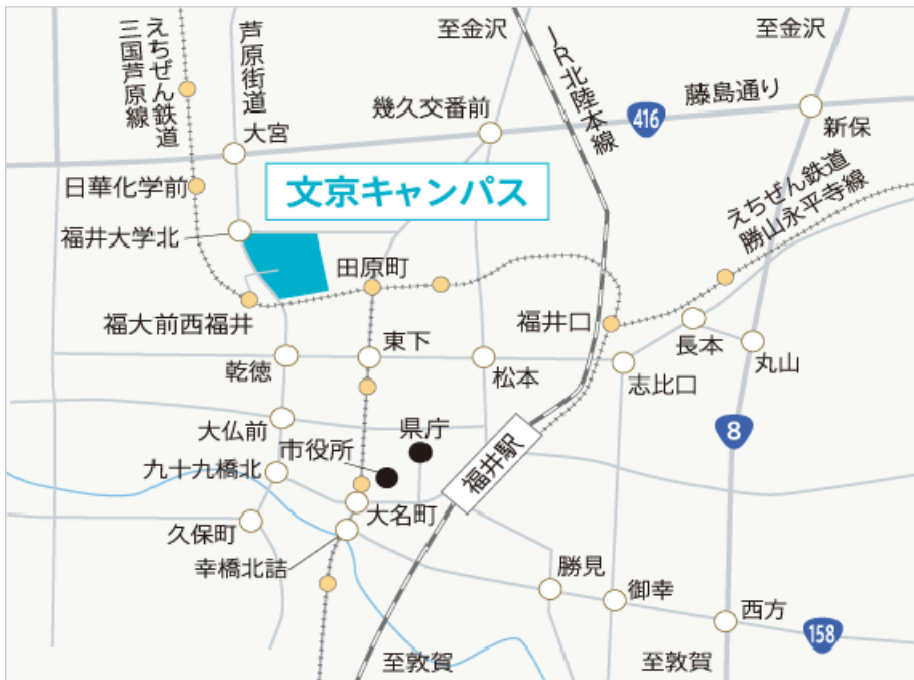 至金沢
至金沢
えちぜん鉄道
三国芦原線
芦原街道
JR北陸本線
藤島通り
幾久交番前
416
新保
大宮
日華化学前
文京キャンパス
えちぜん鉄道
勝山永平寺線
福井大学北
田原町
福大前西福井
福井口
長本
丸山
乾徳
東下
松本
志比口
大仏前
県庁
8
市役所
福井駅
九十九橋北
大名町
久保町
幸橋北詰
勝見
御幸
西方
158
至敦賀
至敦賀